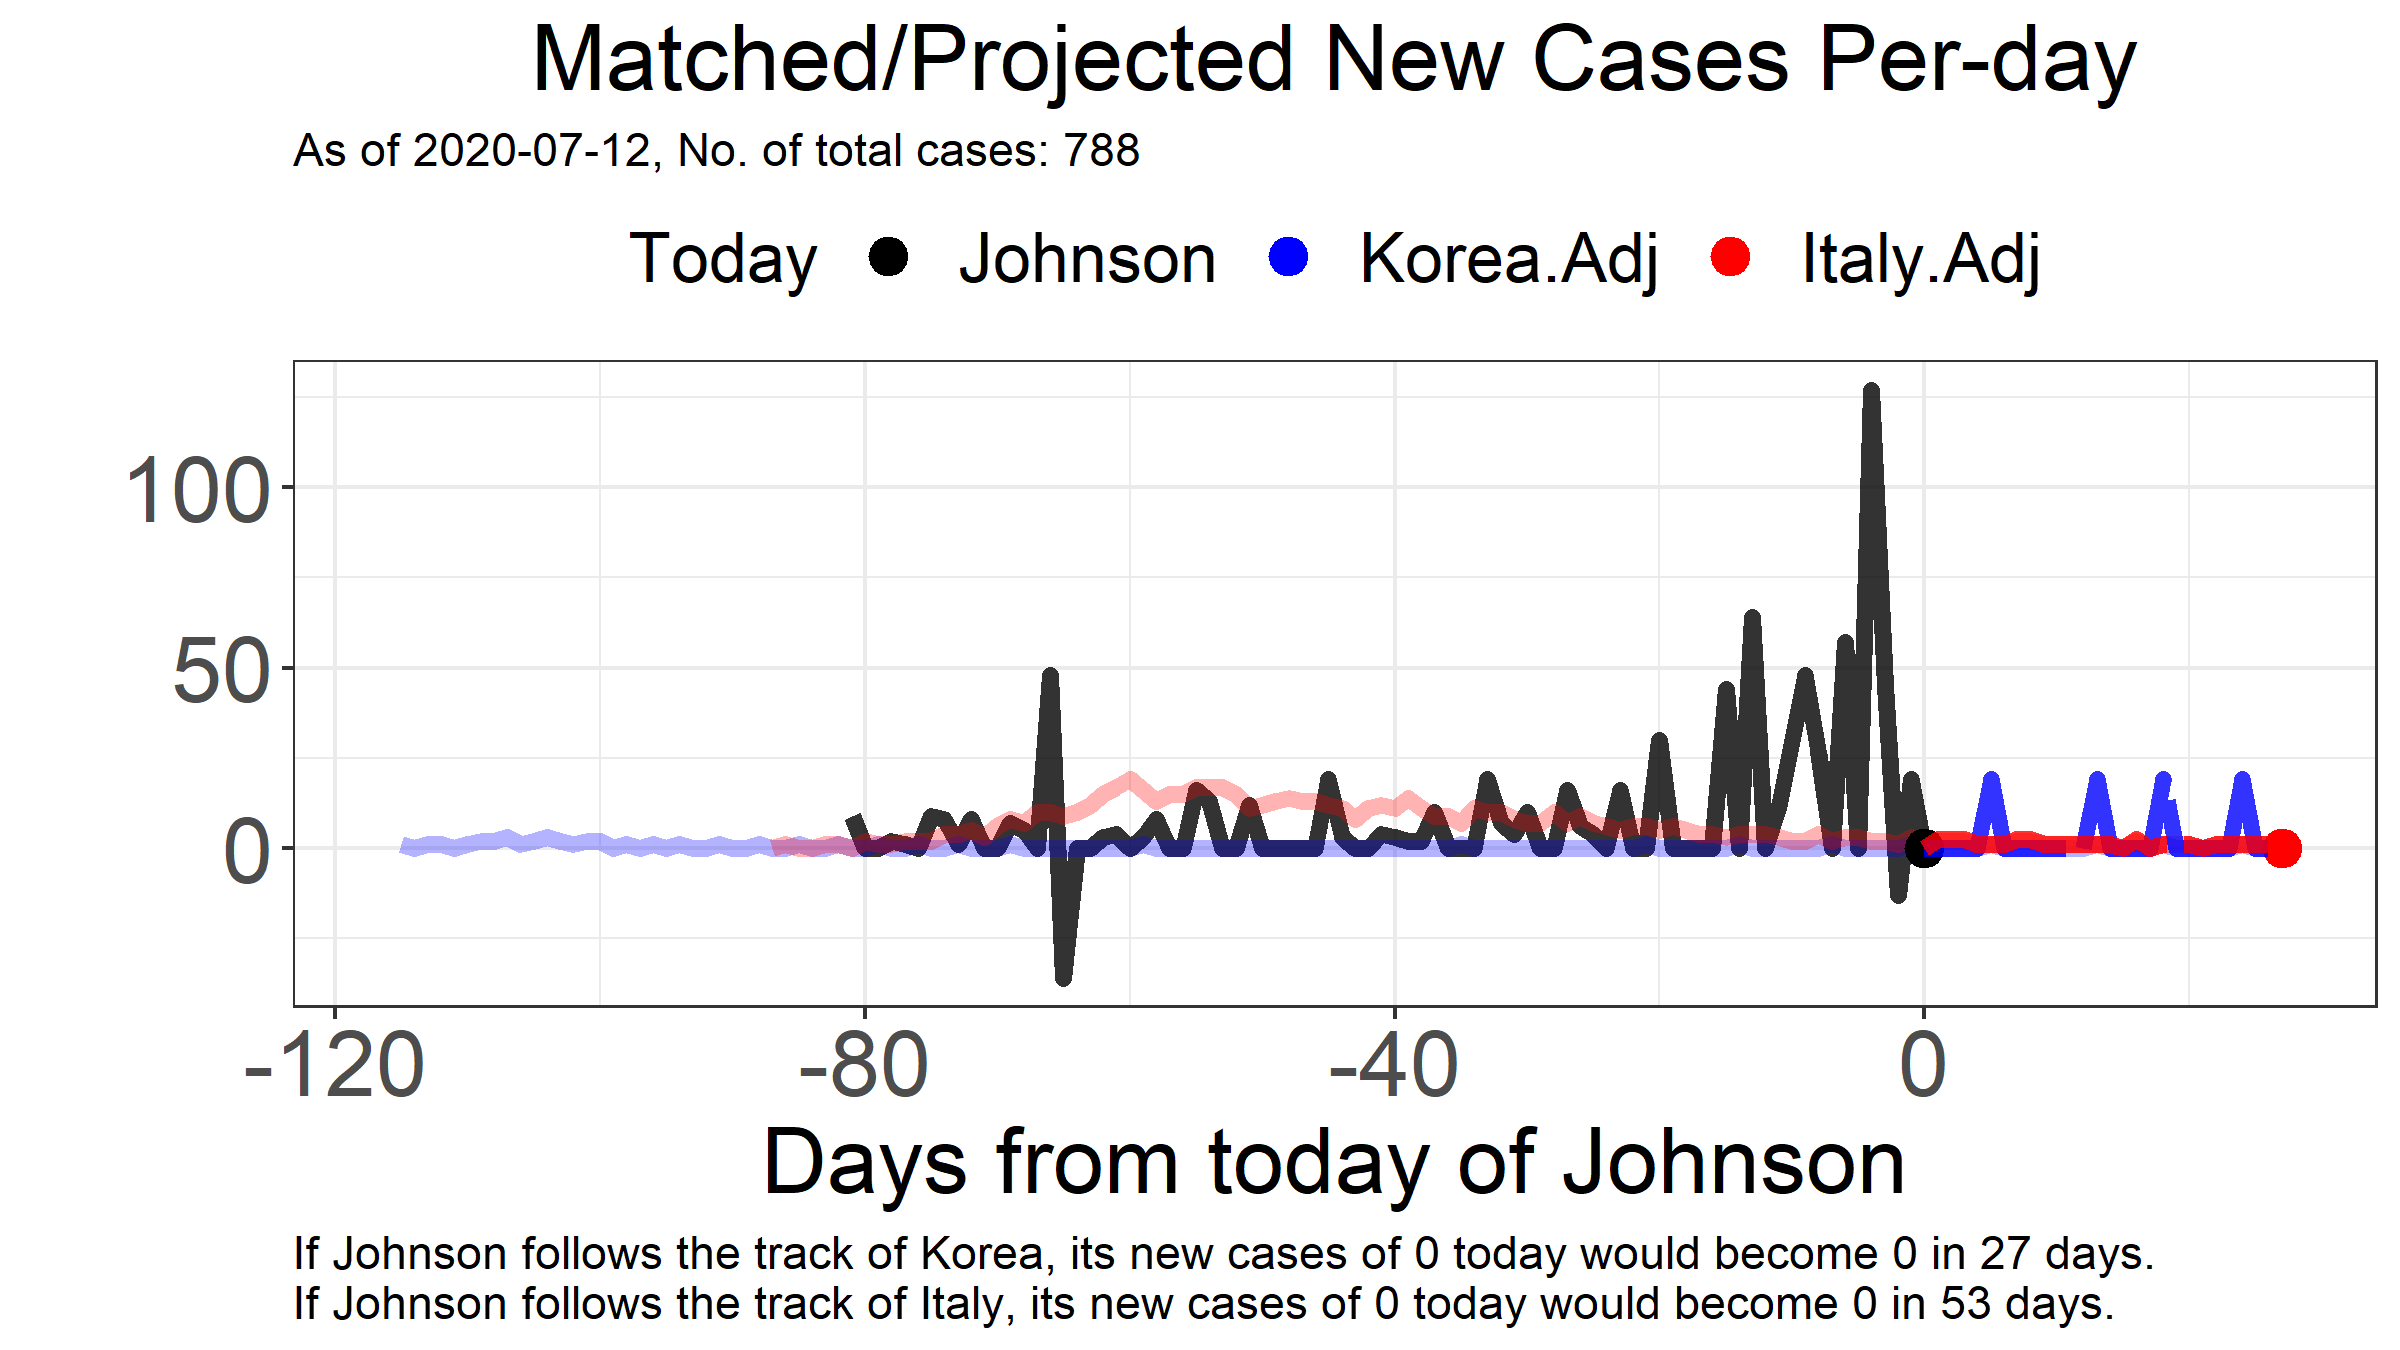 Matched/Projected New Cases Per-day
As of 2020-07-12, No. of total cases: 788
Today Johnson Korea.Adj Italy.Adj
100
50
0
-120 -80 -40 0
Days from today of Johnson
If Johnson follows the track of Korea, its new cases of 0 today would become 0 in 27 days.
If Johnson follows the track of Italy, its new cases of 0 today would become 0 in 53 days.